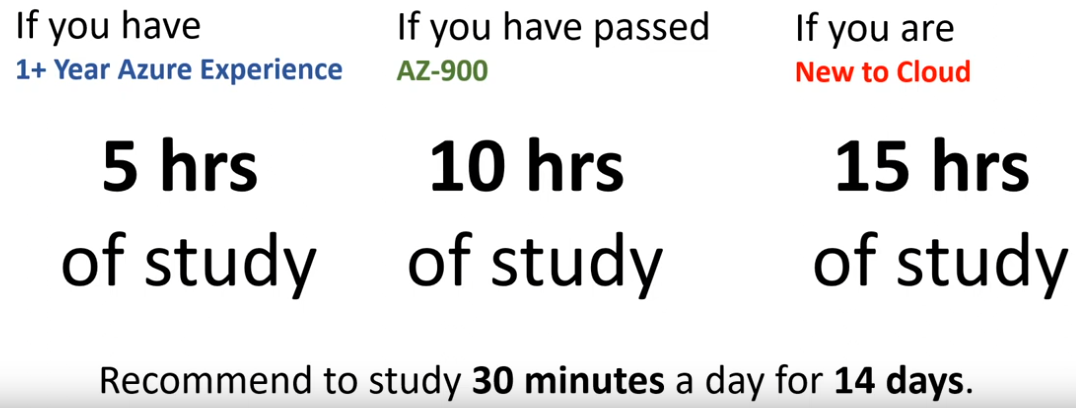 If you have
1+ Year Azure Experience
5 hrs
of study
If you have passed
AZ-900
10 hrs
of study
If you are
New to Cloud
15 hrs
of study
Recommend to study 30 minutes a day for 14 days.